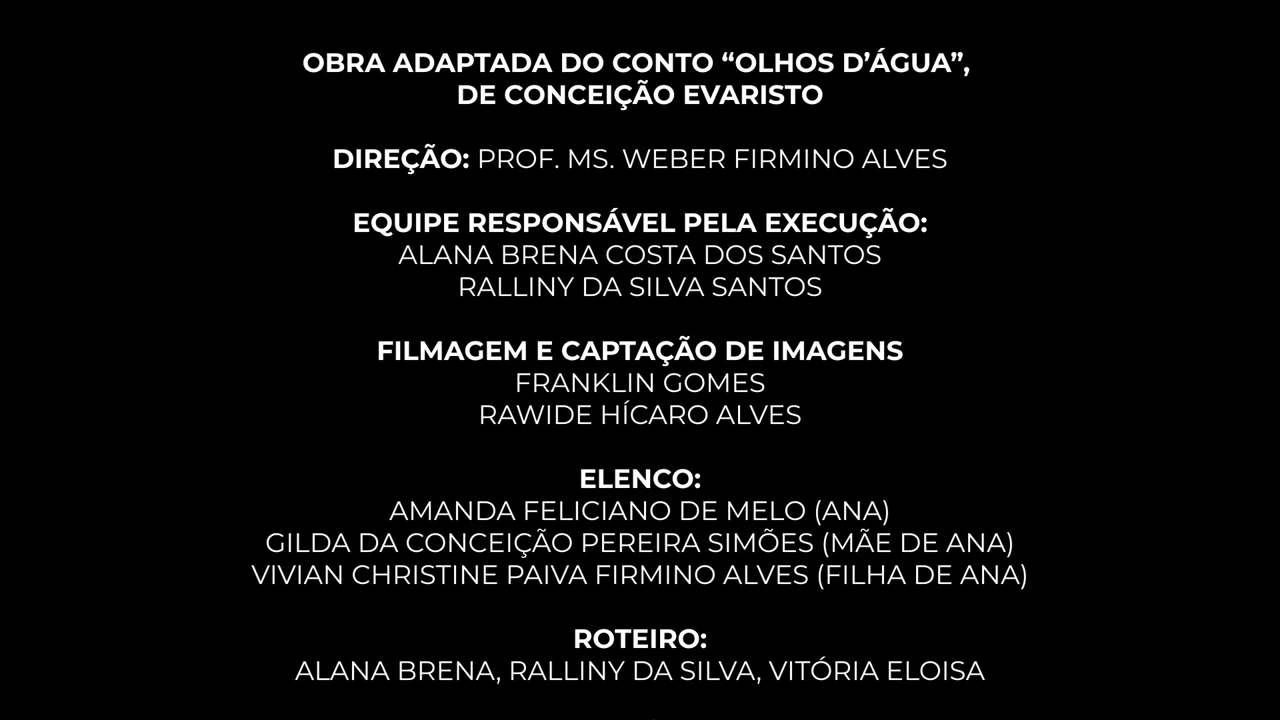 OBRA ADAPTADA DO CONTO “OLHOS D’ÁGUA”,
DE CONCEIÇÃO EVARISTO
DIREÇÃO: PROF. MS. WEBER FIRMINO ALVES
EQUIPE RESPONSÁVEL PELA EXECUÇÃO:
ALANA BRENA COSTA DOS SANTOS
RALLINY DA SILVA SANTOS
FILMAGEM E CAPTAÇÃO DE IMAGENS
FRANKLIN GOMES
RAWIDE HÍCARO ALVES
ELENCO:
AMANDA FELICIANO DE MELO (ANA)
GILDA DA CONCEIÇÃO PEREIRA SIMÕES (MÃE DE ANA)
VIVIAN CHRISTINE PAIVA FIRMINO ALVES (FILHA DE ANA)
ROTEIRO:
ALANA BRENA, RALLINY DA SILVA, VITÓRIA ELOISA